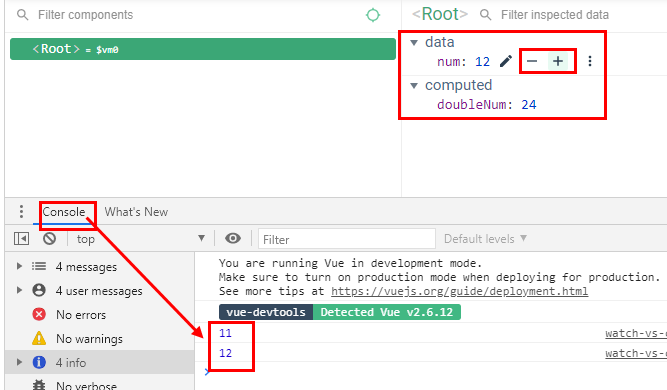 Filter components
<Root> = $vm0
<Root> Filter inspected data
data
num: 12
computed
doubleNum: 24
Console What's New
top Filter Default levels
4 messages
4 user messages
No errors
No warnings
4 info
No verbose
You are running Vue in development mode.
Make sure to turn on production mode when deploying for production.
See more tips at https://vuejs.org/guide/deployment.html
vue-devtools Detected Vue v2.6.12
11 watch-vs-
12 watch-vs-